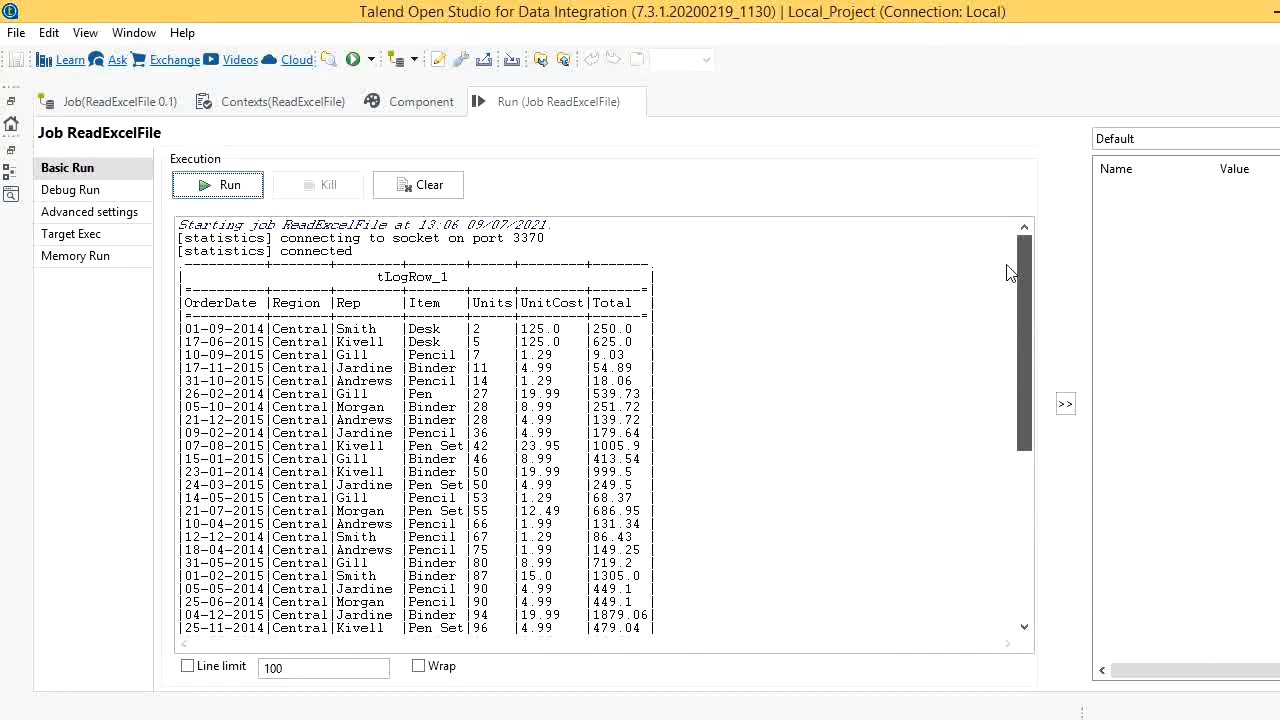 Talend Open Studio for Data Integration (7.3.1.20200219_1130) | Local_Project (Connection: Local)
File Edit View Window Help
Learn Ask Exchange Videos Cloud
Job(ReadExcelFile 0.1) Contexts(ReadExcelFile) Component Run (Job ReadExcelFile)
Job ReadExcelFile
Default
Basic Run
Debug Run
Advanced settings
Target Exec
Memory Run
Execution
Run Kill Clear
Name Value
Starting job ReadExcelFile at 13:06 09/07/2021.
[statistics] connecting to socket on port 3370
[statistics] connected
tLogRow_1
|OrderDate |Region |Rep |Item |Units|UnitCost|Total |
|01-09-2014|Central|Smith |Desk |2 |125.0 |250.0 |
|17-06-2015|Central|Kivell |Desk |5 |125.0 |625.0 |
|10-09-2015|Central|Gill |Pencil |7 |1.29 |9.03 |
|17-11-2015|Central|Jardine |Binder |11 |4.99 |54.89 |
|31-10-2015|Central|Andrews |Pencil |14 |1.29 |18.06 |
|26-02-2014|Central|Gill |Pen |27 |19.99 |539.73 |
|05-10-2014|Central|Morgan |Binder |28 |8.99 |251.72 |
|21-12-2015|Central|Andrews |Binder |28 |4.99 |139.72 |
|09-02-2014|Central|Jardine |Pencil |36 |4.99 |179.64 |
|07-08-2015|Central|Kivell |Pen Set|42 |23.95 |1005.9 |
|15-01-2015|Central|Gill |Binder |46 |8.99 |413.54 |
|23-01-2014|Central|Kivell |Binder |50 |19.99 |999.5 |
|24-03-2015|Central|Jardine |Pen Set|50 |4.99 |249.5 |
|14-05-2015|Central|Gill |Pencil |53 |1.29 |68.37 |
|21-07-2015|Central|Morgan |Pen Set|55 |12.49 |686.95 |
|10-04-2015|Central|Andrews |Pencil |66 |1.99 |131.34 |
|12-12-2014|Central|Smith |Pencil |67 |1.29 |86.43 |
|18-04-2014|Central|Andrews |Pencil |75 |1.99 |149.25 |
|31-05-2015|Central|Gill |Binder |80 |8.99 |719.2 |
|01-02-2015|Central|Smith |Binder |87 |15.0 |1305.0 |
|05-05-2014|Central|Jardine |Pencil |90 |4.99 |449.1 |
|25-06-2014|Central|Morgan |Pencil |90 |4.99 |449.1 |
|04-12-2015|Central|Jardine |Binder |94 |19.99 |1879.06|
|25-11-2014|Central|Kivell |Pen Set|96 |4.99 |479.04 |
>>
Line limit 100 Wrap